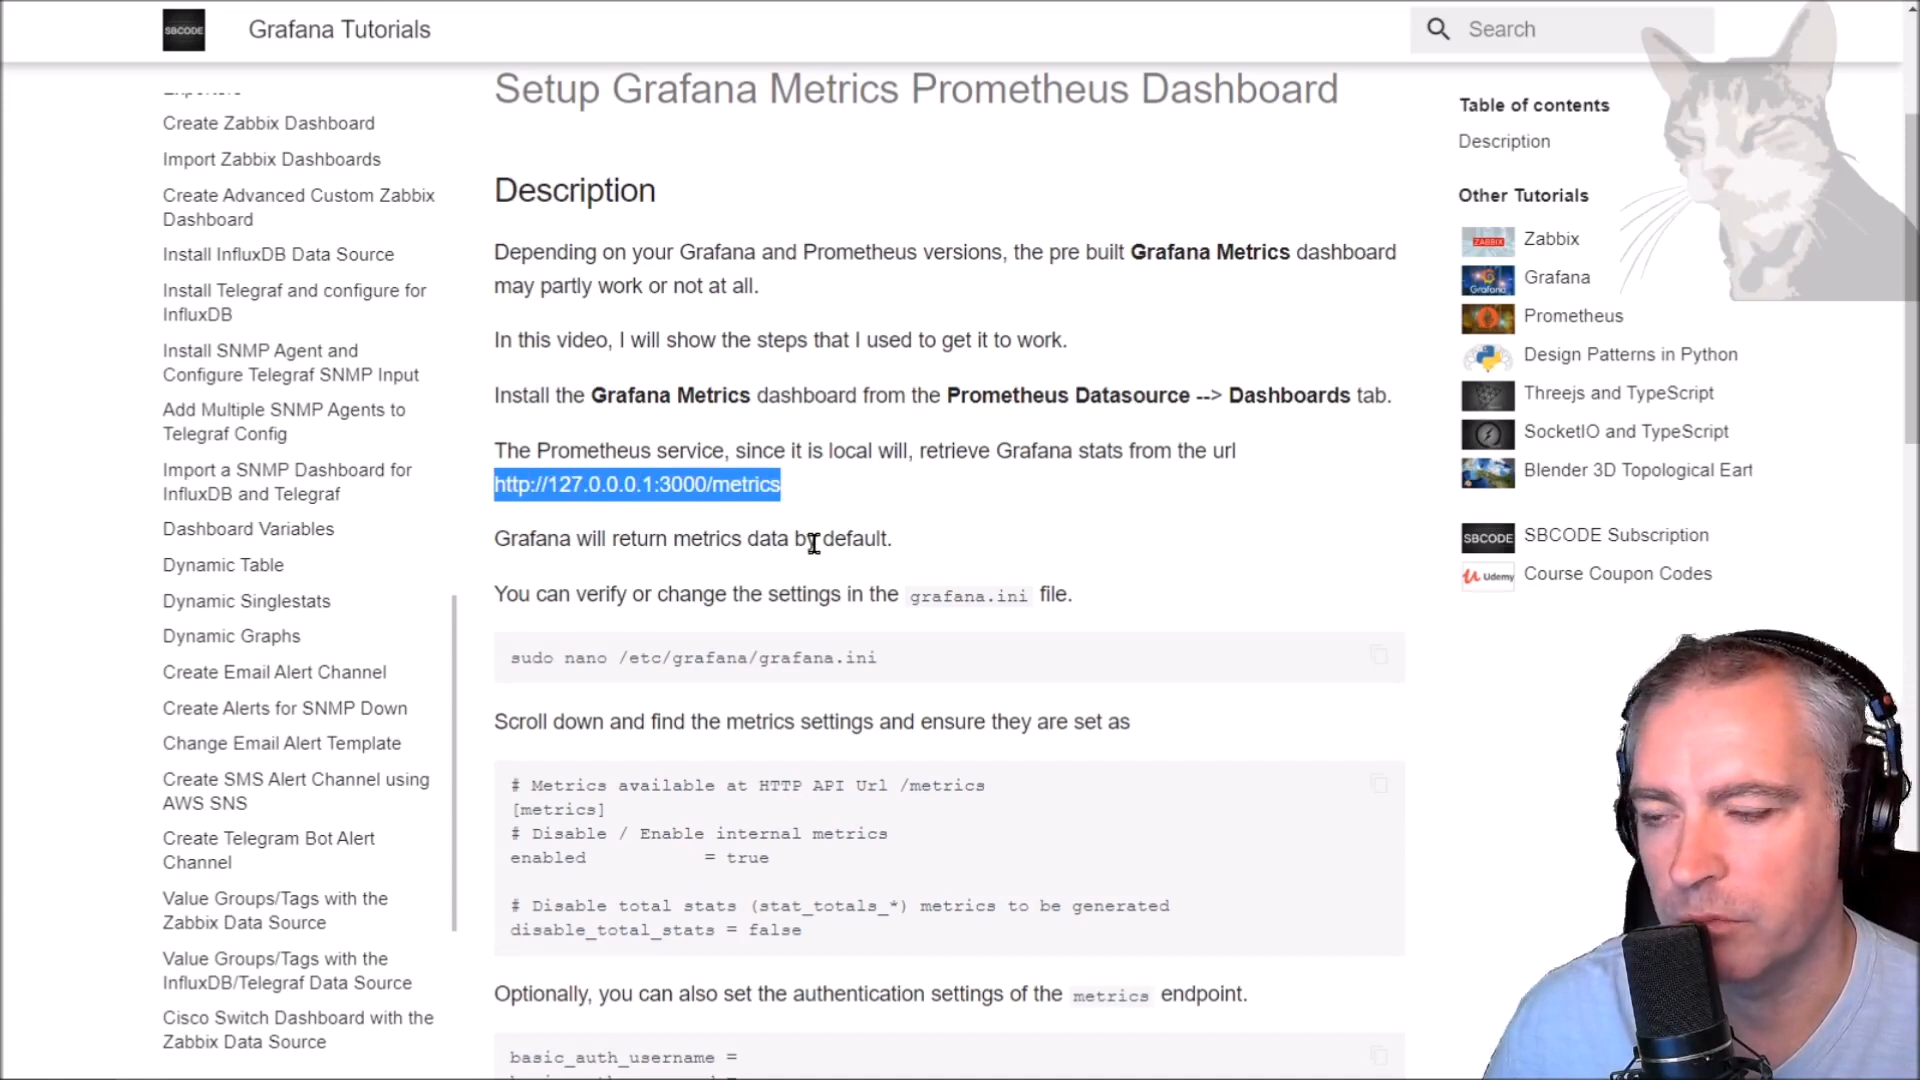 SBCODE
Grafana Tutorials
Search
Exporters
Create Zabbix Dashboard
Import Zabbix Dashboards
Create Advanced Custom Zabbix
Dashboard
Install InfluxDB Data Source
Install Telegraf and configure for
InfluxDB
Install SNMP Agent and
Configure Telegraf SNMP Input
Add Multiple SNMP Agents to
Telegraf Config
Import a SNMP Dashboard for
InfluxDB and Telegraf
Dashboard Variables
Dynamic Table
Dynamic Singlestats
Dynamic Graphs
Create Email Alert Channel
Create Alerts for SNMP Down
Change Email Alert Template
Create SMS Alert Channel using
AWS SNS
Create Telegram Bot Alert
Channel
Value Groups/Tags with the
Zabbix Data Source
Value Groups/Tags with the
InfluxDB/Telegraf Data Source
Cisco Switch Dashboard with the
Zabbix Data Source
Setup Grafana Metrics Prometheus Dashboard
Description
Depending on your Grafana and Prometheus versions, the pre built Grafana Metrics dashboard
may partly work or not at all.
In this video, I will show the steps that I used to get it to work.
Install the Grafana Metrics dashboard from the Prometheus Datasource --> Dashboards tab.
The Prometheus service, since it is local will, retrieve Grafana stats from the url
http://127.0.0.0.1:3000/metrics
Grafana will return metrics data by default.
You can verify or change the settings in the grafana.ini file.
sudo nano /etc/grafana/grafana.ini
Scroll down and find the metrics settings and ensure they are set as
# Metrics available at HTTP API Url /metrics
[metrics]
# Disable / Enable internal metrics
enabled = true
# Disable total stats (stat_totals_*) metrics to be generated
disable_total_stats = false
Optionally, you can also set the authentication settings of the metrics endpoint.
basic_auth_username =
Table of contents
Description
Other Tutorials
ZABBIX Zabbix
Grafana Grafana
Prometheus
Design Patterns in Python
Threejs and TypeScript
SocketIO and TypeScript
Blender 3D Topological Eart
SBCODE SBCODE Subscription
Udemy Course Coupon Codes